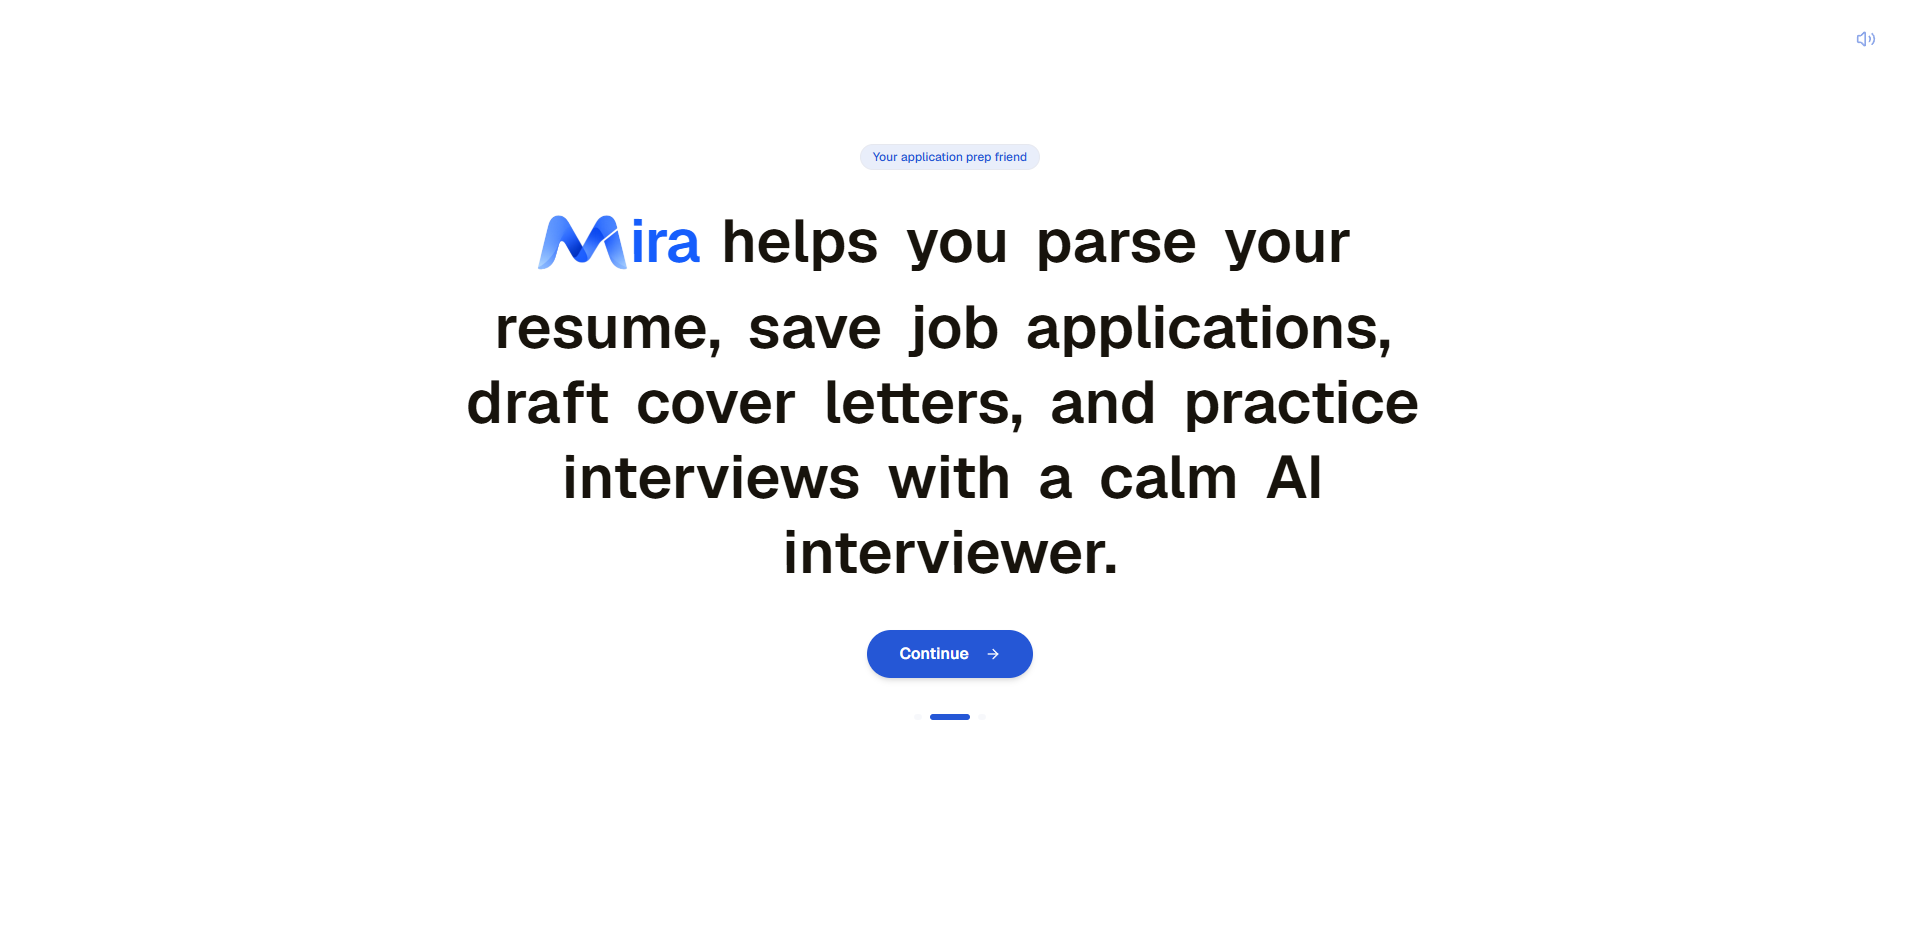 Your application prep friend
Mira helps you parse your
resume, save job applications,
draft cover letters, and practice
interviews with a calm AI
interviewer.
Continue